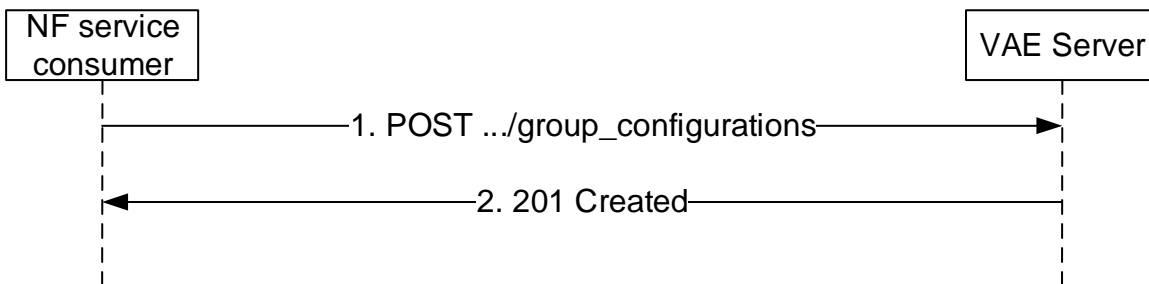 NF service
consumer
VAE Server
1. POST .../group_configurations
2. 201 Created